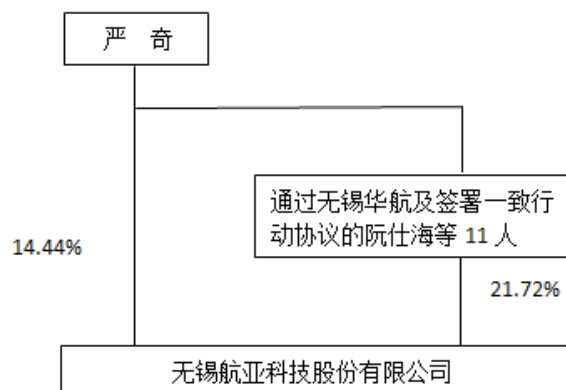 严 奇
通过无锡华航及签署一致行
动协议的阮仕海等 11 人
14.44%
21.72%
无锡航亚科技股份有限公司